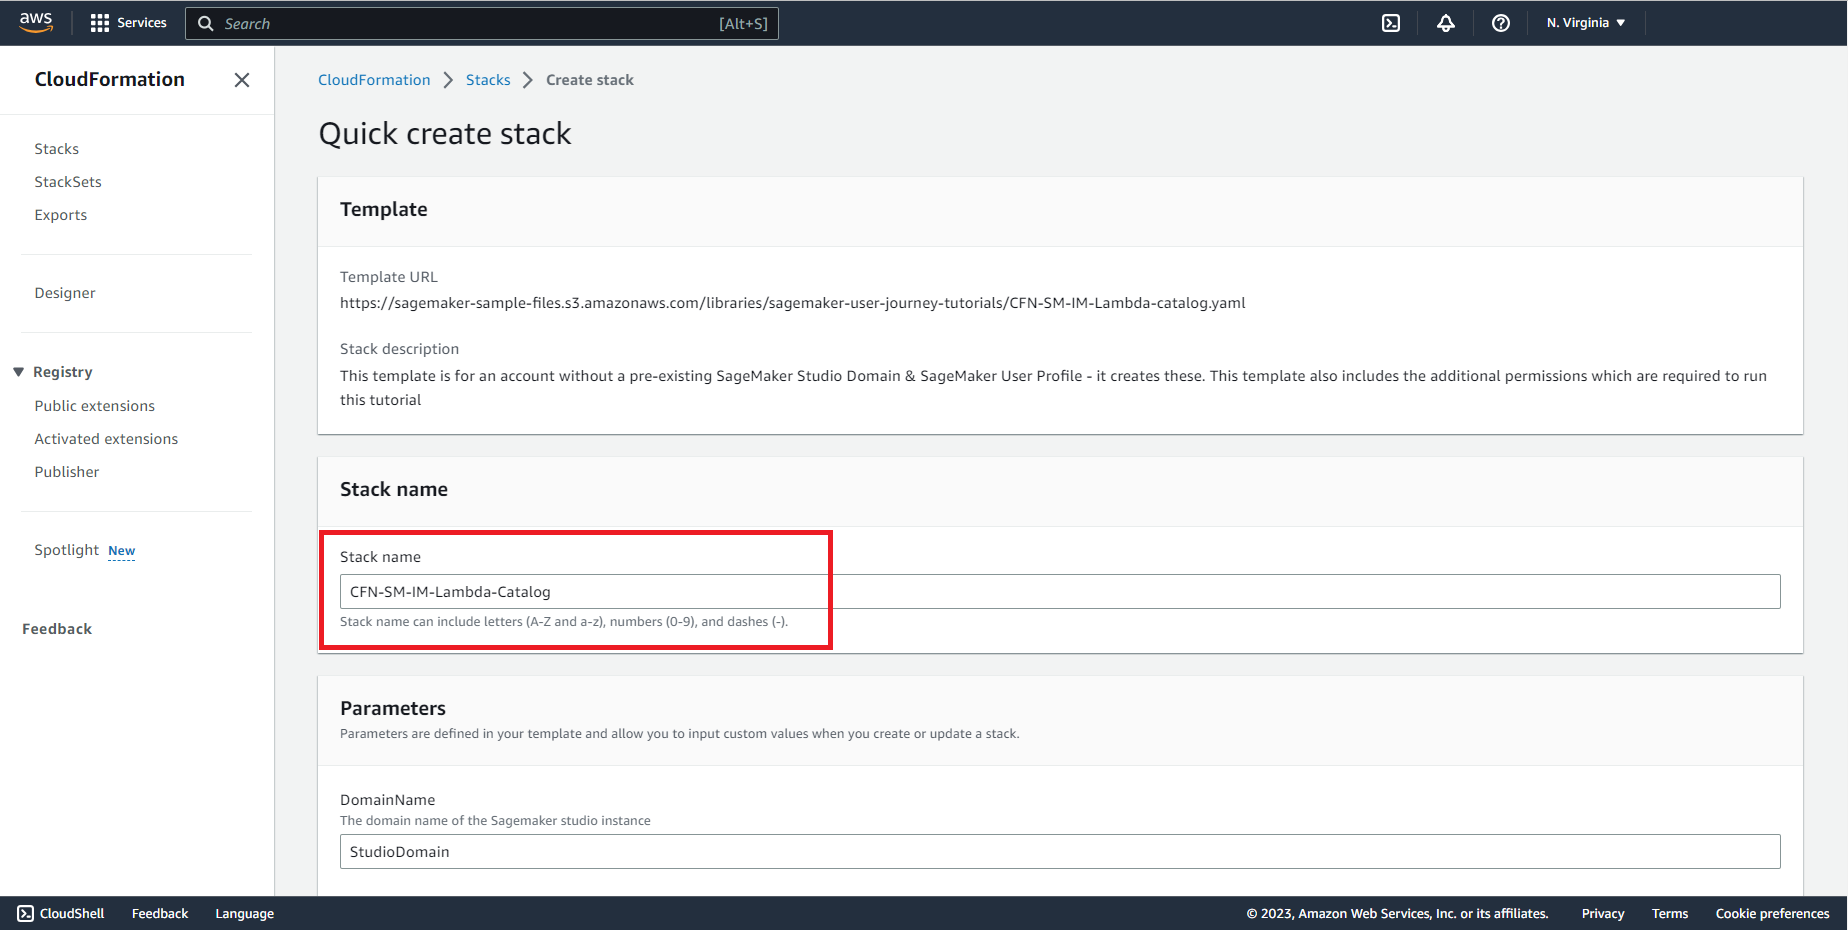 aws
Services
Search
[Alt+S]
N. Virginia
CloudFormation
Stacks
StackSets
Exports
Designer
Registry
Public extensions
Activated extensions
Publisher
Spotlight New
Feedback
CloudFormation > Stacks > Create stack
Quick create stack
Template
Template URL
https://sagemaker-sample-files.s3.amazonaws.com/libraries/sagemaker-user-journey-tutorials/CFN-SM-IM-Lambda-catalog.yaml
Stack description
This template is for an account without a pre-existing SageMaker Studio Domain & SageMaker User Profile - it creates these. This template also includes the additional permissions which are required to run
this tutorial
Stack name
Stack name
CFN-SM-IM-Lambda-Catalog
Stack name can include letters (A-Z and a-z), numbers (0-9), and dashes (-).
Parameters
Parameters are defined in your template and allow you to input custom values when you create or update a stack.
DomainName
The domain name of the Sagemaker studio instance
StudioDomain
CloudShell
Feedback
Language
© 2023, Amazon Web Services, Inc. or its affiliates.
Privacy
Terms
Cookie preferences